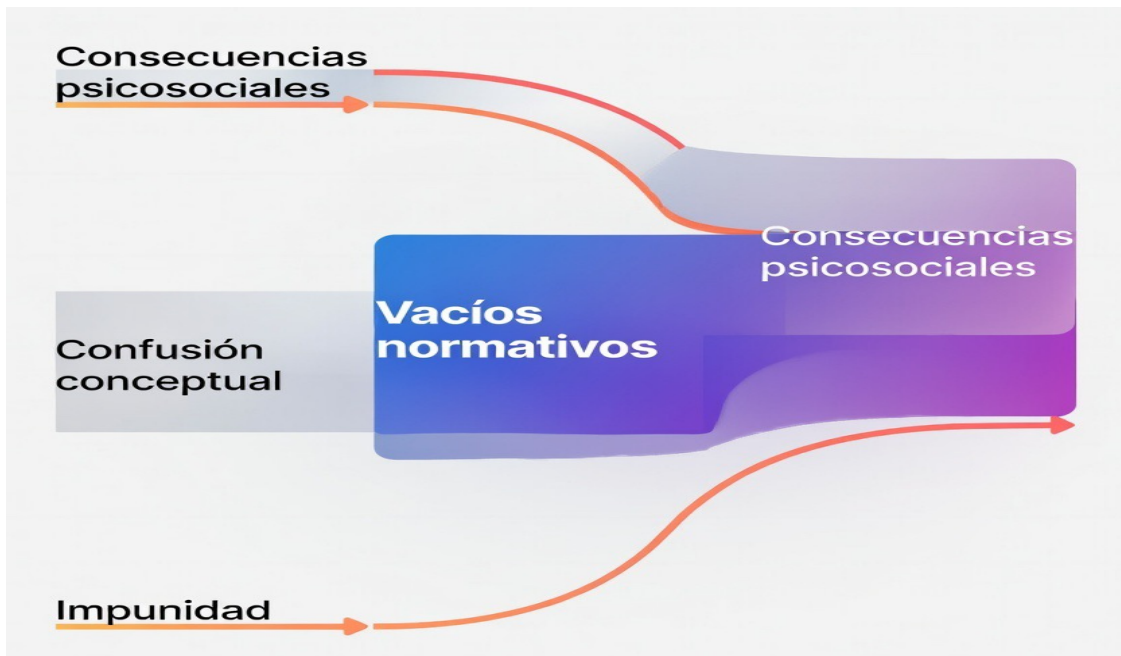 Consecuencias
psicosociales
Consecuencias
psicosociales
Vacíos
normativos
Confusión
conceptual
Impunidad